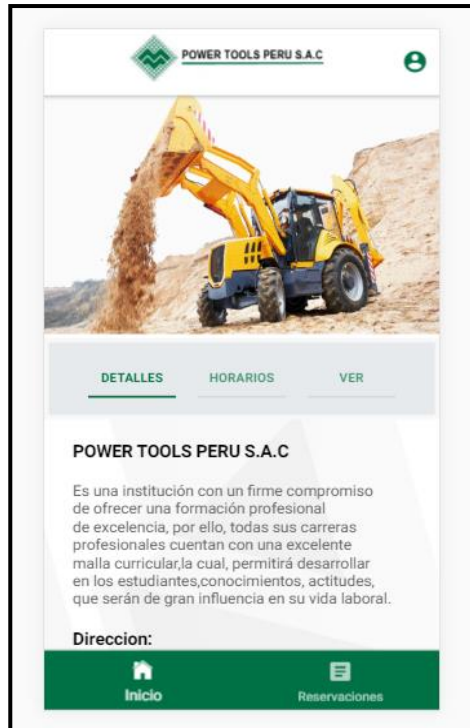 POWER TOOLS PERU S.A.C
DETALLES HORARIOS VER
POWER TOOLS PERU S.A.C
Es una institución con un firme compromiso
de ofrecer una formación profesional
de excelencia, por ello, todas sus carreras
profesionales cuentan con una excelente
malla curricular,la cual, permitirá desarrollar
en los estudiantes,conocimientos, actitudes,
que serán de gran influencia en su vida laboral.
Direccion:
Inicio Reservaciones